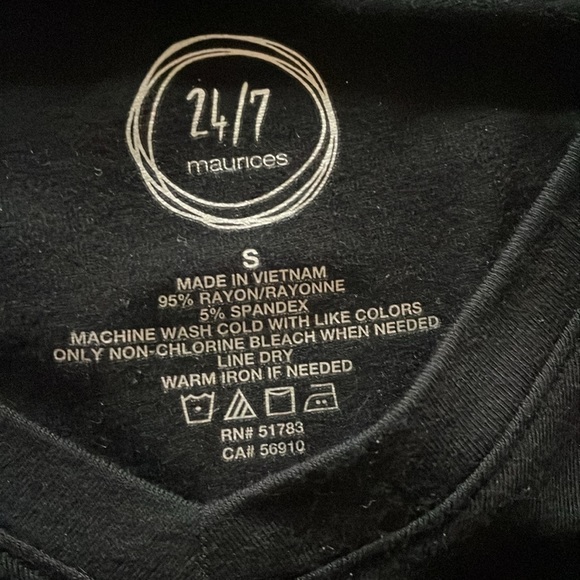 24/7
maurices
S
MADE IN VIETNAM
95% RAYON/RAYONNE
5% SPANDEX
MACHINE WASH COLD WITH LIKE COLORS
ONLY NON-CHLORINE BLEACH WHEN NEEDED
LINE DRY
WARM IRON IF NEEDED
RN# 51783
CA# 56910